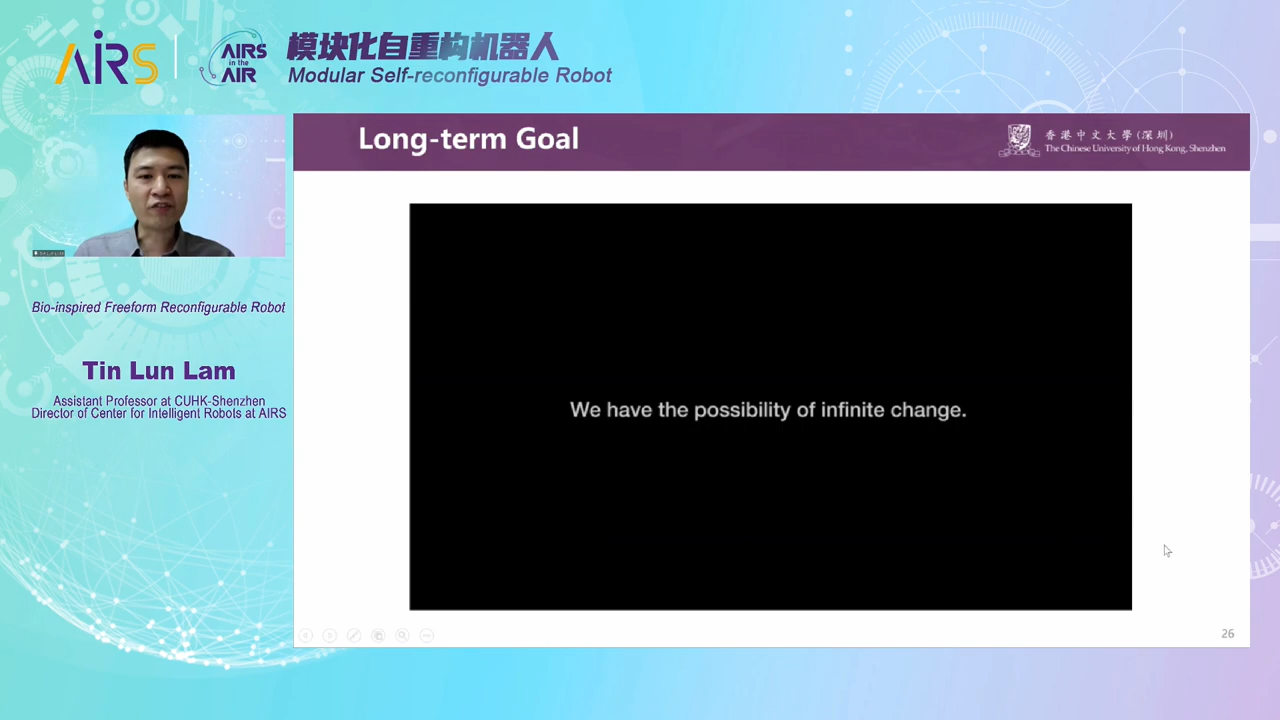 AIRS
AIRS
in the
AIR
模块化自重构机器人
Modular Self-reconfigurable Robot
Long-term Goal
香港中文大學(深圳)
The Chinese University of Hong Kong, Shenzhen
Bio-inspired Freeform Reconfigurable Robot
Tin Lun Lam
Assistant Professor at CUHK-Shenzhen
Director of Center for Intelligent Robots at AIRS
We have the possibility of infinite change.
26